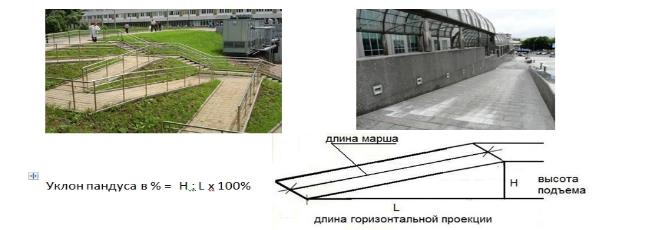 длина марша
Уклон пандуса в % = H : L x 100%
H
высота
подъема
L
длина горизонтальной проекции